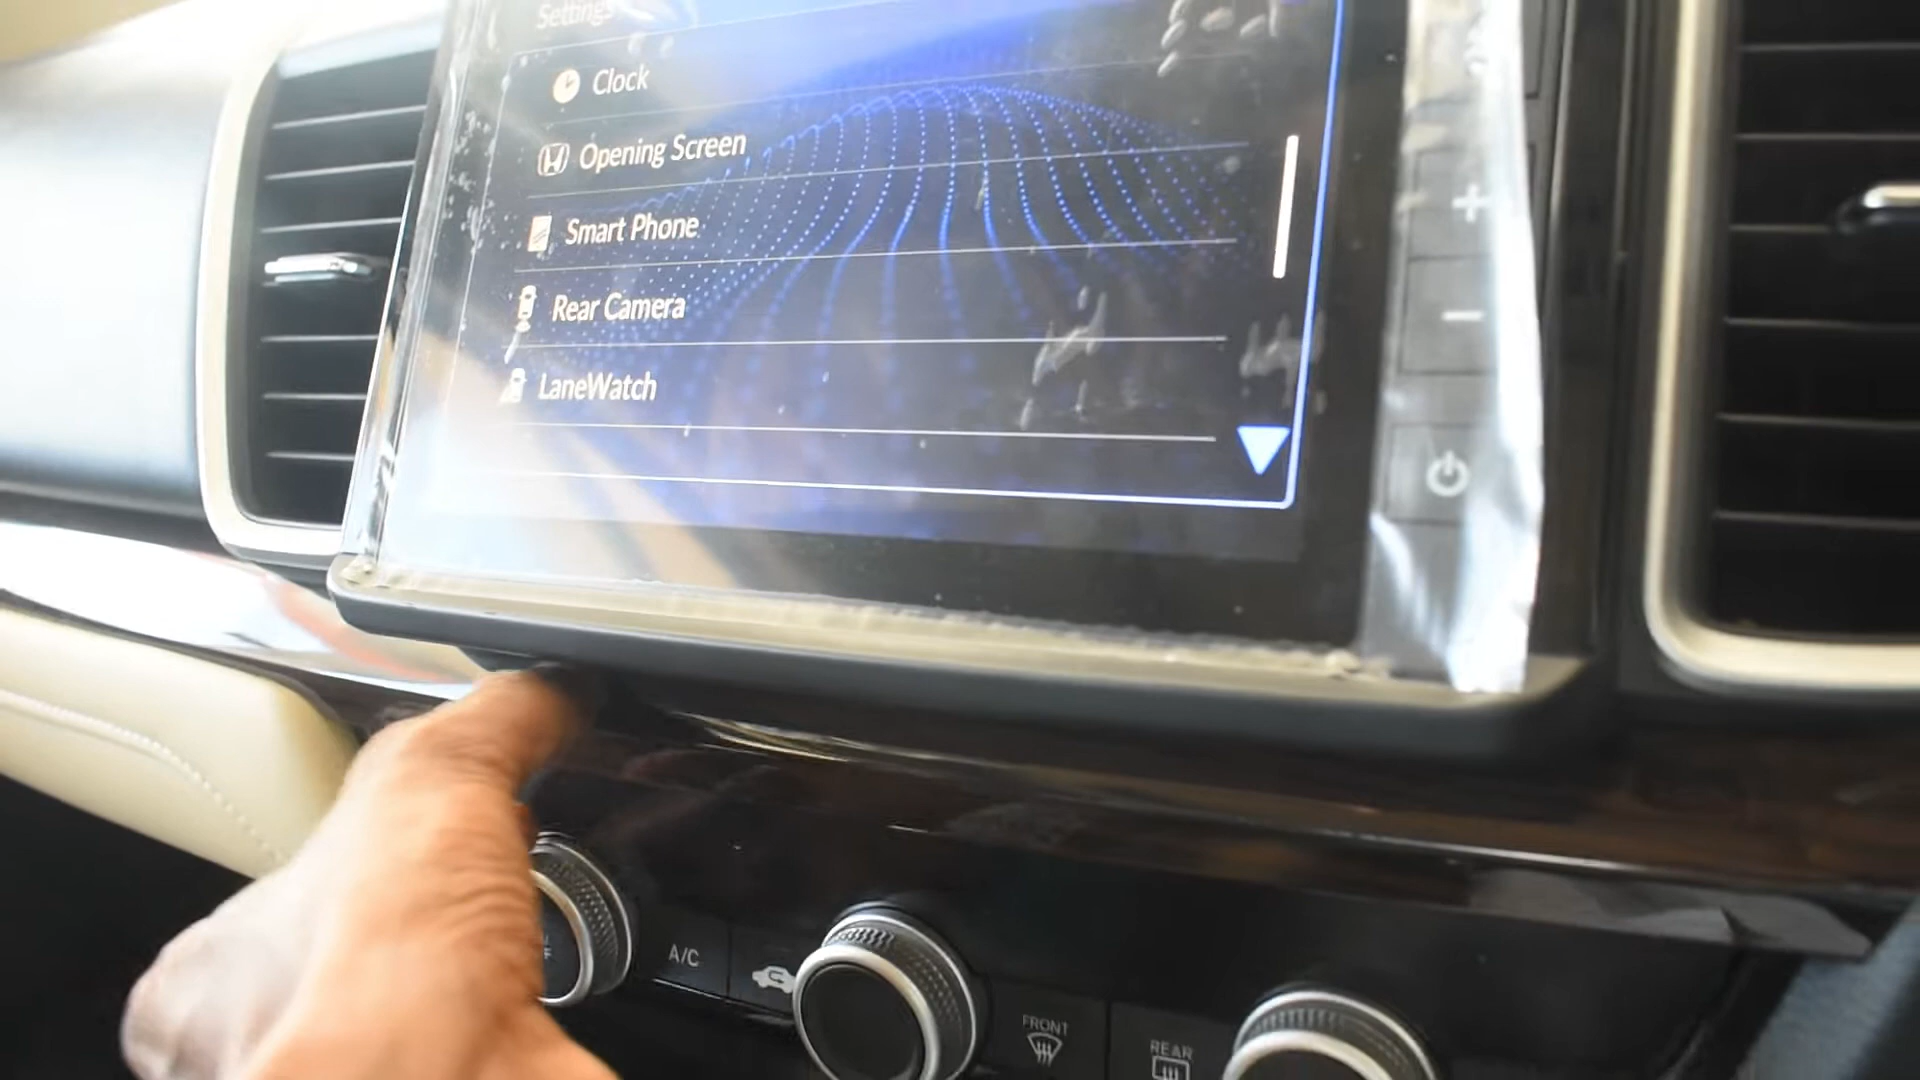 Settings
Clock
Opening Screen
Smart Phone
Rear Camera
LaneWatch
+
−
A/C
FRONT
REAR